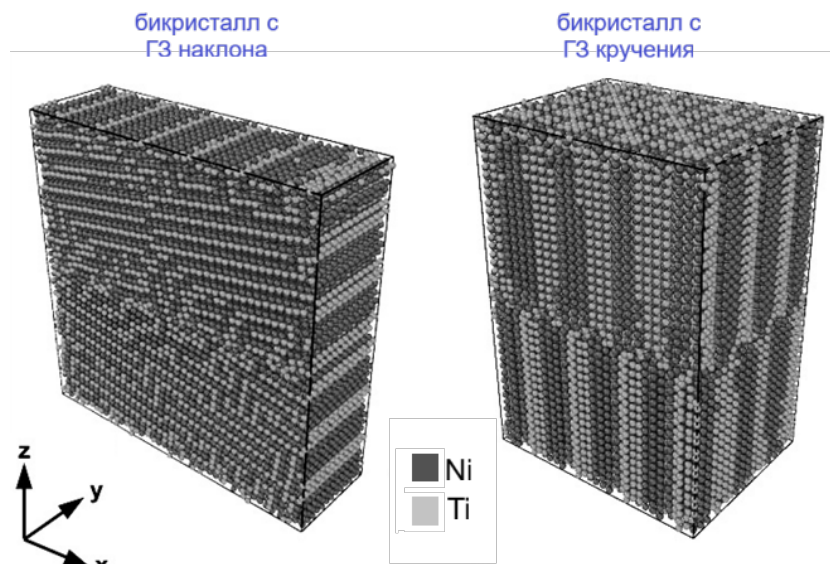 бикристалл с
ГЗ наклона
бикристалл с
ГЗ кручения
z
y
x
Ni
Ti